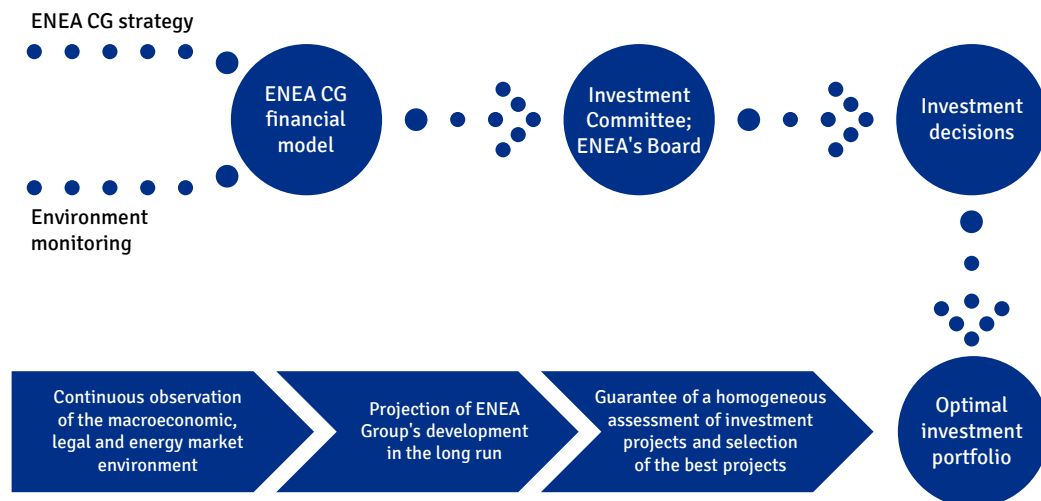 ENEA CG strategy
ENEA CG
financial
model
Investment
Committee;
ENEA's Board
Investment
decisions
Environment
monitoring
Continuous observation
of the macroeconomic,
legal and energy market
environment
Projection of ENEA
Group's development
in the long run
Guarantee of a homogeneous
assessment of investment
projects and selection
of the best projects
Optimal
investment
portfolio